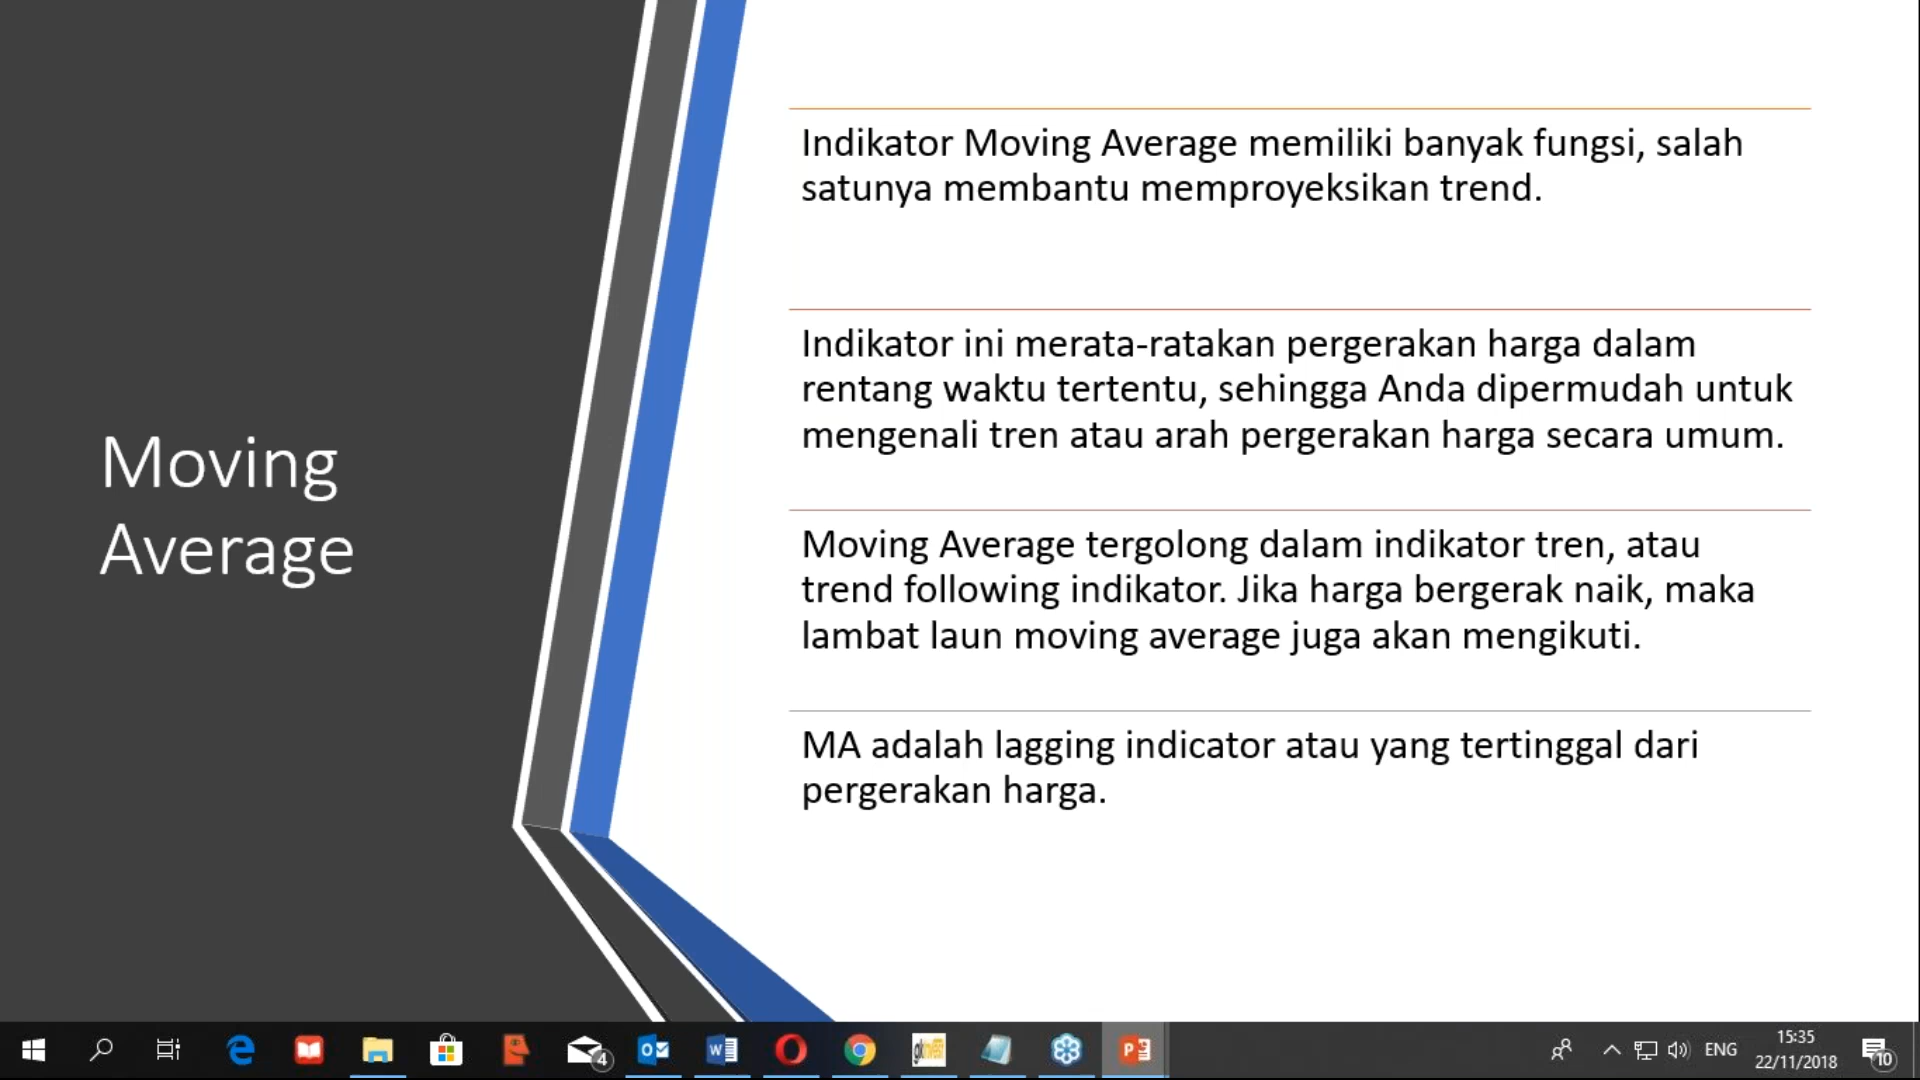 Moving
Average
Indikator Moving Average memiliki banyak fungsi, salah
satunya membantu memproyeksikan trend.
Indikator ini merata-ratakan pergerakan harga dalam
rentang waktu tertentu, sehingga Anda dipermudah untuk
mengenali tren atau arah pergerakan harga secara umum.
Moving Average tergolong dalam indikator tren, atau
trend following indikator. Jika harga bergerak naik, maka
lambat laun moving average juga akan mengikuti.
MA adalah lagging indicator atau yang tertinggal dari
pergerakan harga.
4
ENG
15:35
22/11/2018
10